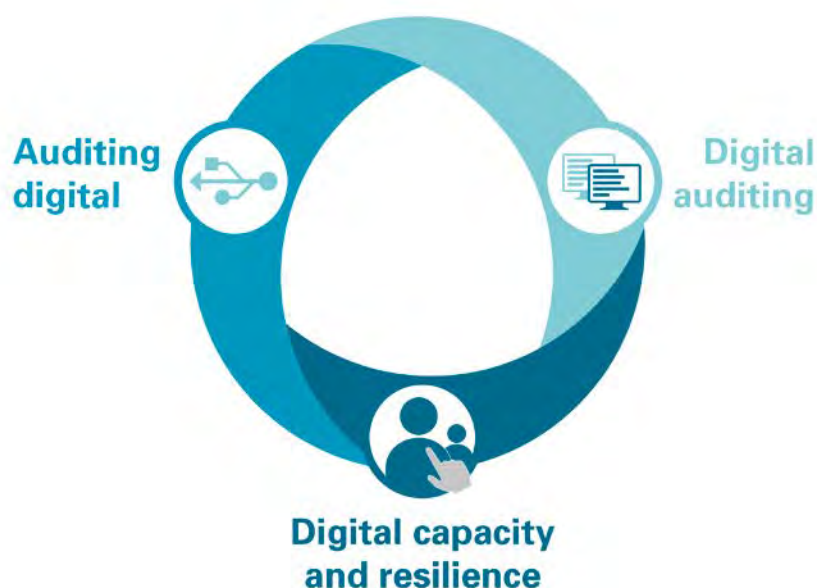 Auditing
digital
Digital
auditing
Digital capacity
and resilience